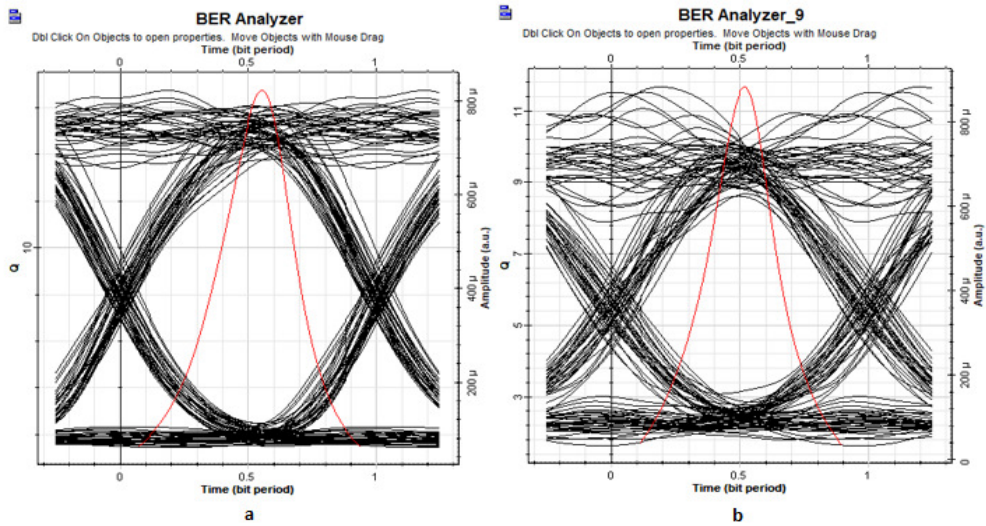 BER Analyzer
Dbl Click On Objects to open properties. Move Objects with Mouse Drag
Time (bit period)
0 0.5 1
Q
10
800 µ
600 µ
400 µ
200 µ
Amplitude (a.u.)
0 0.5 1
Time (bit period)
a
BER Analyzer_9
Dbl Click On Objects to open properties. Move Objects with Mouse Drag
Time (bit period)
0 0.5 1
Q
11
9
7
5
3
800 µ
600 µ
400 µ
200 µ
0
Amplitude (a.u.)
0 0.5 1
Time (bit period)
b